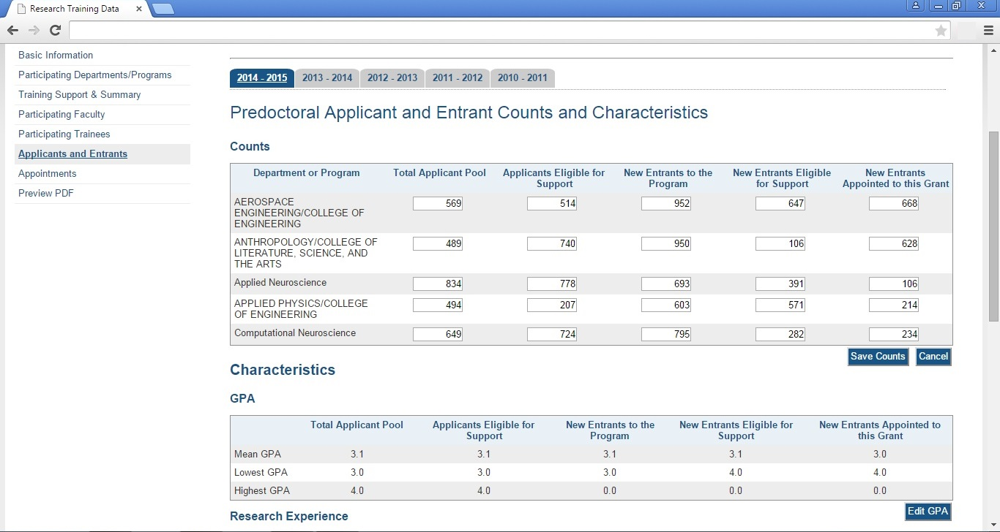 Research Training Data
Basic Information
Participating Departments/Programs
Training Support & Summary
Participating Faculty
Participating Trainees
Applicants and Entrants
Appointments
Preview PDF
2014 - 2015 2013 - 2014 2012 - 2013 2011 - 2012 2010 - 2011
Predoctoral Applicant and Entrant Counts and Characteristics
Counts
Department or Program Total Applicant Pool Applicants Eligible for New Entrants to the New Entrants Eligible New Entrants
Support Program for Support Appointed to this Grant
AEROSPACE 569 514 952 647 668
ENGINEERING/COLLEGE OF
ENGINEERING
ANTHROPOLOGY/COLLEGE OF 489 740 950 106 628
LITERATURE, SCIENCE, AND
THE ARTS
Applied Neuroscience 834 778 693 391 106
APPLIED PHYSICS/COLLEGE 494 207 603 571 214
OF ENGINEERING
Computational Neuroscience 649 724 795 282 234
Save Counts Cancel
Characteristics
GPA
Total Applicant Pool Applicants Eligible for New Entrants to the New Entrants Eligible for New Entrants Appointed to
Support Program Support this Grant
Mean GPA 3.1 3.1 3.1 3.1 3.0
Lowest GPA 3.0 3.0 3.0 4.0 4.0
Highest GPA 4.0 4.0 0.0 0.0 0.0
Edit GPA
Research Experience